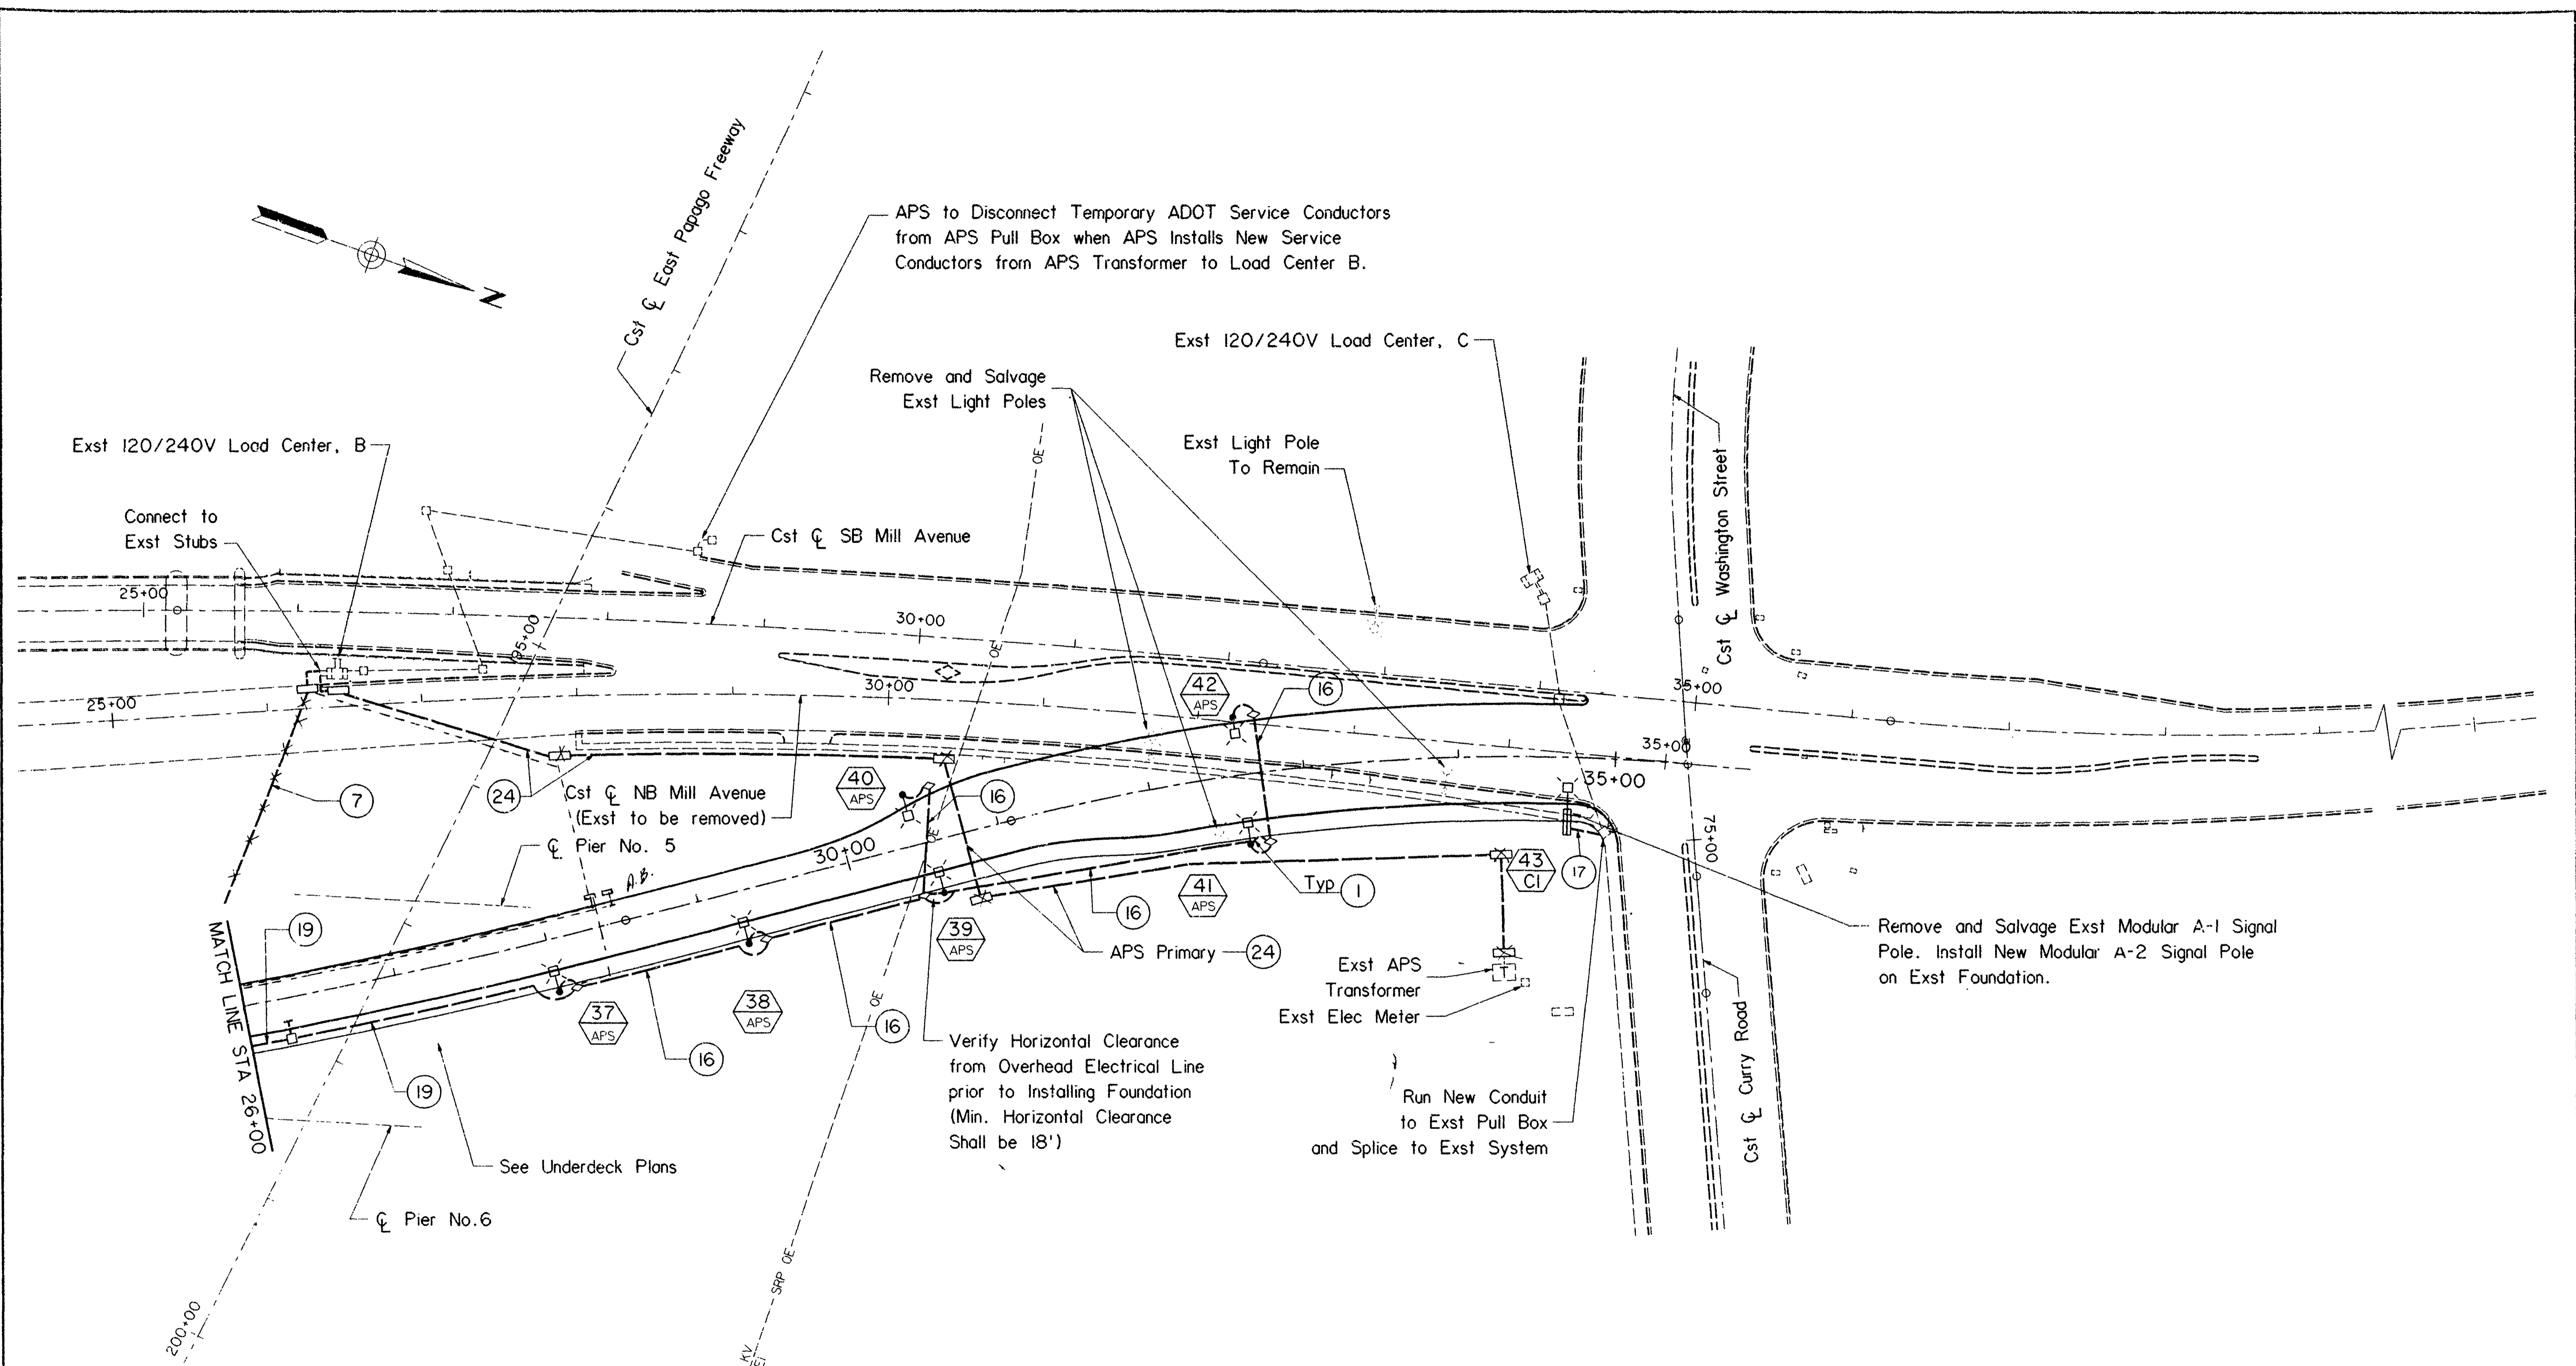 Cst ℄ East Papago Freeway
APS to Disconnect Temporary ADOT Service Conductors
from APS Pull Box when APS Installs New Service
Conductors from APS Transformer to Load Center B.
N
Exst 120/240V Load Center, C
Remove and Salvage
Exst Light Poles
OE
Exst Light Pole
To Remain
Exst 120/240V Load Center, B
Connect to
Exst Stubs
Cst ℄ SB Mill Avenue
Cst ℄ Washington Street
25+00
30+00
195+00
OE
25+00
30+00
42
APS
16
35+00
35+00
35+00
7
24
Cst ℄ NB Mill Avenue
(Exst to be removed)
40
APS
OE
16
℄ Pier No. 5
30+00
A.B.
75+00
43
C1
17
Typ
1
41
APS
16
19
39
APS
APS Primary
24
Remove and Salvage Exst Modular A-1 Signal
Pole. Install New Modular A-2 Signal Pole
on Exst Foundation.
MATCH LINE STA 26+00
37
APS
38
APS
OE
16
Exst APS
Transformer
T
Exst Elec Meter
16
19
Verify Horizontal Clearance
from Overhead Electrical Line
prior to Installing Foundation
(Min. Horizontal Clearance
Shall be 18')
Run New Conduit
to Exst Pull Box
and Splice to Exst System
Cst ℄ Curry Road
See Underdeck Plans
℄ Pier No.6
SRP OE
200+00
KV